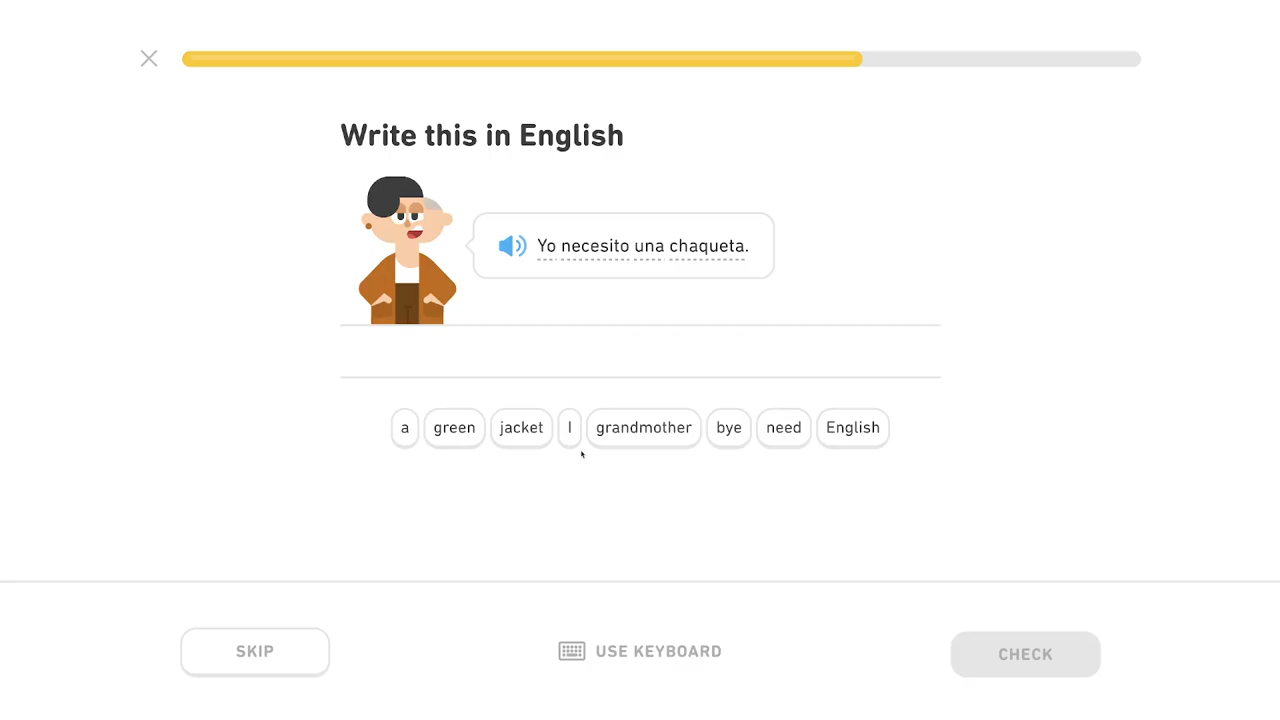 Write this in English
Yo necesito una chaqueta.
a green jacket I grandmother bye need English
SKIP USE KEYBOARD CHECK